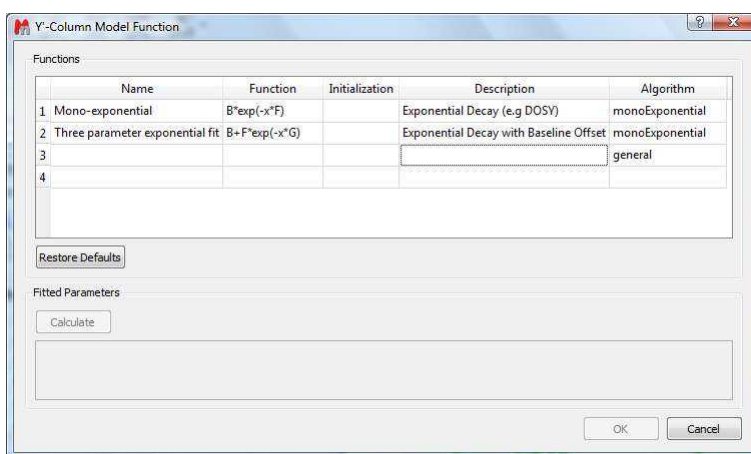 Y'-Column Model Function
Functions
Name Function Initialization Description Algorithm
1 Mono-exponential B*exp(-x*F) Exponential Decay (e.g DOSY) monoExponential
2 Three parameter exponential fit B+F*exp(-x*G) Exponential Decay with Baseline Offset monoExponential
3 general
4
Restore Defaults
Fitted Parameters
Calculate
OK Cancel